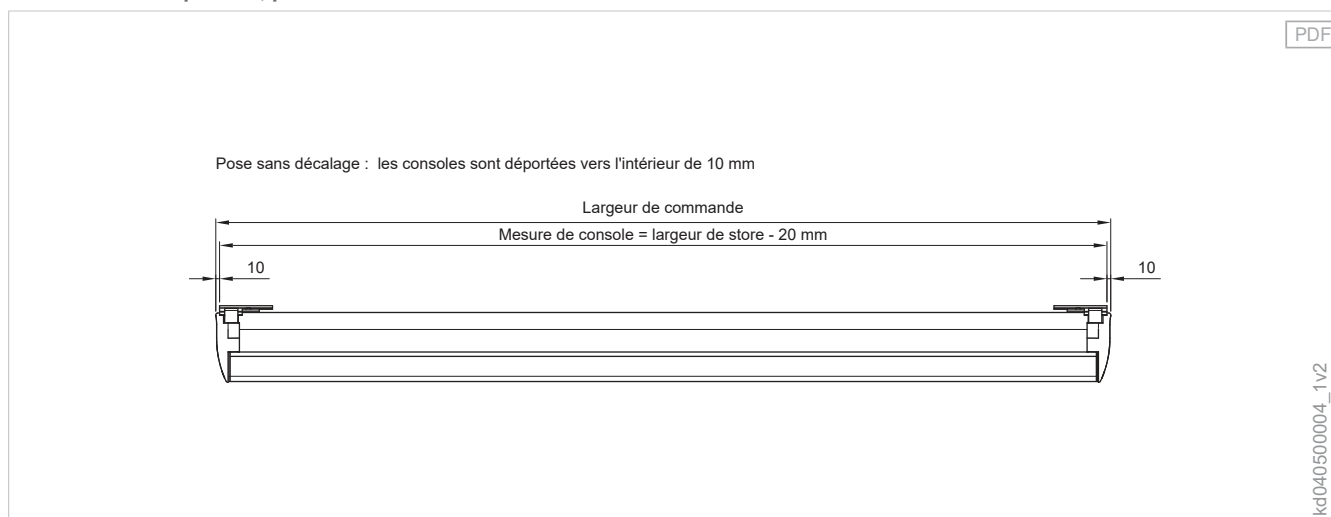 PDF
Pose sans décalage : les consoles sont déportées vers l'intérieur de 10 mm
Largeur de commande
Mesure de console = largeur de store - 20 mm
10
10
kd040500004_1v2